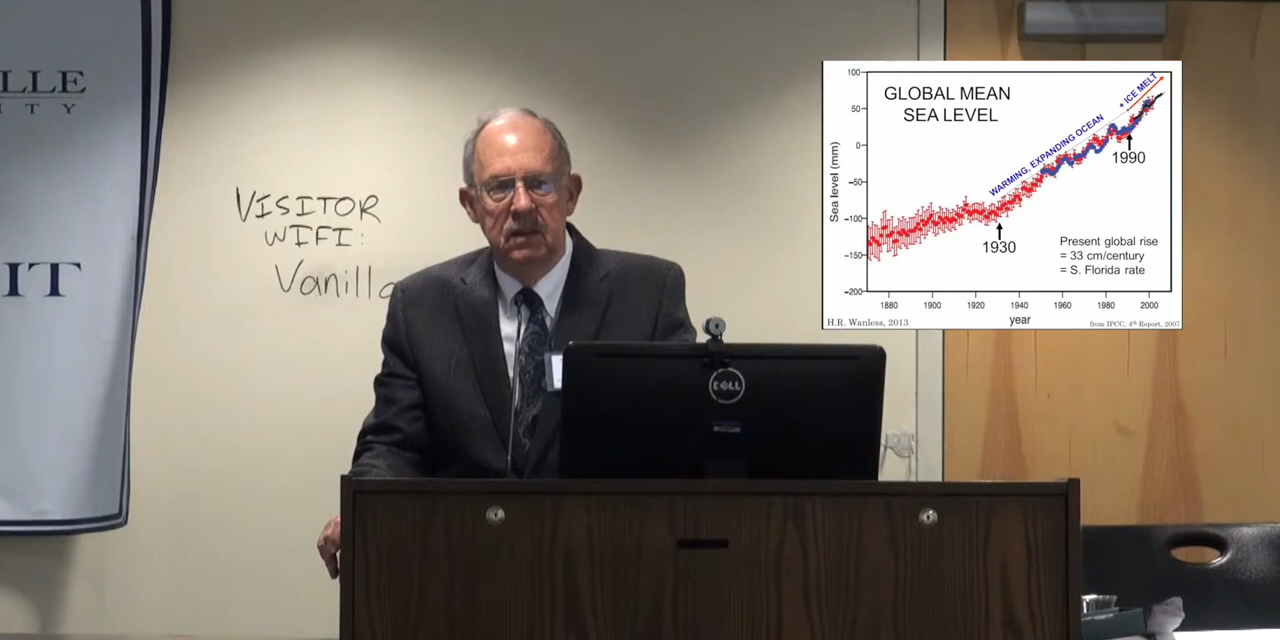 LLE
ITY
IT
VISITOR
WIFI:
Vanilla
DELL
GLOBAL MEAN
SEA LEVEL
Sea level (mm)
100
50
0
−50
−100
−150
−200
WARMING, EXPANDING OCEAN
+ ICE MELT
1930
1990
Present global rise
= 33 cm/century
= S. Florida rate
1880 1900 1920 1940 1960 1980 2000
year
H.R. Wanless, 2013
from IPCC, 4th Report, 2007